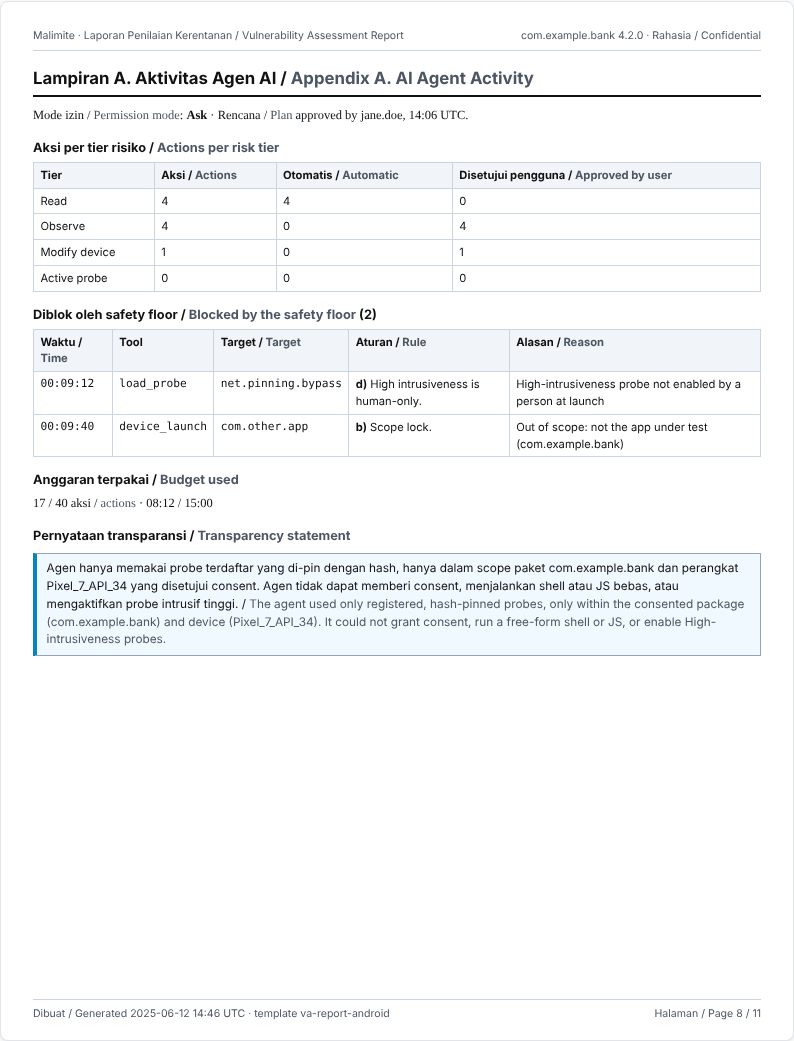 Malimite · Laporan Penilaian Kerentanan / Vulnerability Assessment Report
com.example.bank 4.2.0 · Rahasia / Confidential
Lampiran A. Aktivitas Agen AI / Appendix A. AI Agent Activity
Mode izin / Permission mode: Ask · Rencana / Plan approved by jane.doe, 14:06 UTC.
Aksi per tier risiko / Actions per risk tier
Tier Aksi / Actions Otomatis / Automatic Disetujui pengguna / Approved by user
Read 4 4 0
Observe 4 0 4
Modify device 1 0 1
Active probe 0 0 0
Diblok oleh safety floor / Blocked by the safety floor (2)
Waktu / Time Tool Target / Target Aturan / Rule Alasan / Reason
00:09:12 load_probe net.pinning.bypass d) High intrusiveness is human-only. High-intrusiveness probe not enabled by a person at launch
00:09:40 device_launch com.other.app b) Scope lock. Out of scope: not the app under test (com.example.bank)
Anggaran terpakai / Budget used
17 / 40 aksi / actions · 08:12 / 15:00
Pernyataan transparansi / Transparency statement
Agen hanya memakai probe terdaftar yang di-pin dengan hash, hanya dalam scope paket com.example.bank dan perangkat
Pixel_7_API_34 yang disetujui consent. Agen tidak dapat memberi consent, menjalankan shell atau JS bebas, atau
mengaktifkan probe intrusif tinggi. / The agent used only registered, hash-pinned probes, only within the consented package
(com.example.bank) and device (Pixel_7_API_34). It could not grant consent, run a free-form shell or JS, or enable High-
intrusiveness probes.
Dibuat / Generated 2025-06-12 14:46 UTC · template va-report-android
Halaman / Page 8 / 11